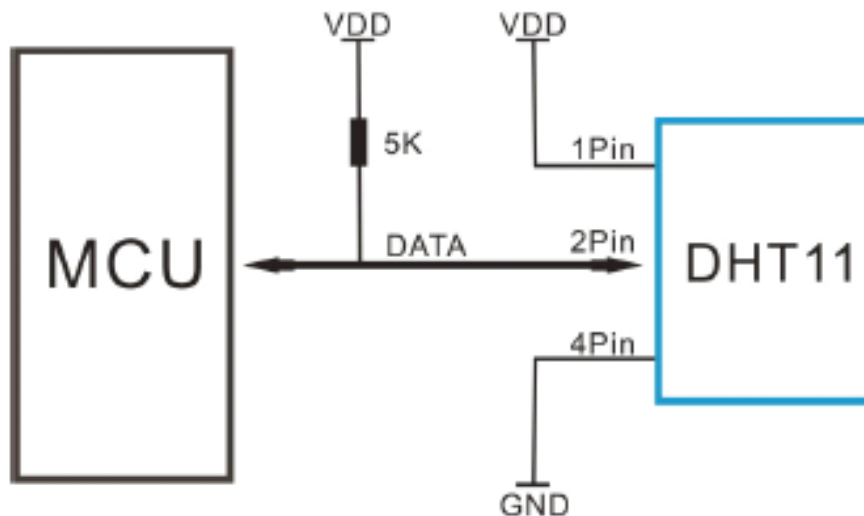 VDD
VDD
5K
1Pin
MCU
DATA
2Pin
DHT11
4Pin
GND